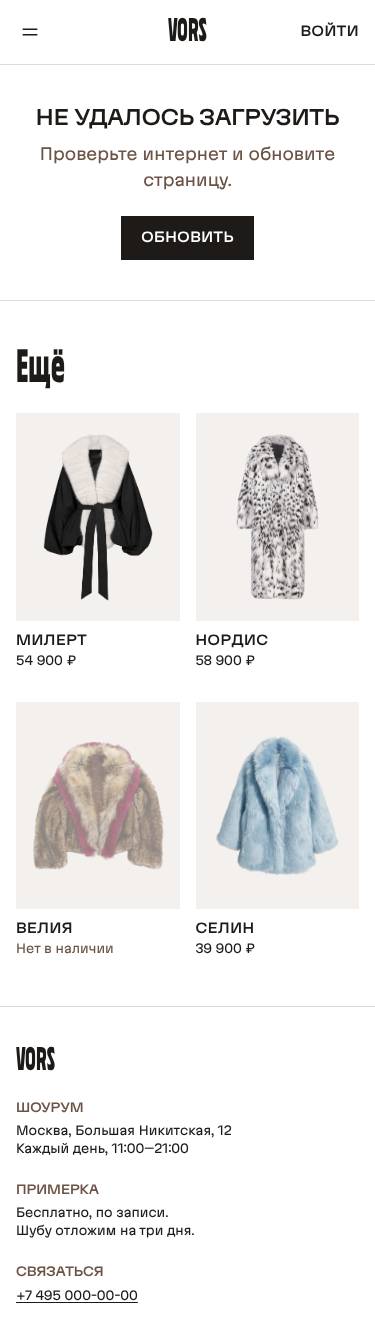 VORS
ВОЙТИ
НЕ УДАЛОСЬ ЗАГРУЗИТЬ
Проверьте интернет и обновите
страницу.
ОБНОВИТЬ
Ещё
МИЛЕРТ
54 900 ₽
НОРДИС
58 900 ₽
ВЕЛИЯ
Нет в наличии
СЕЛИН
39 900 ₽
VORS
ШОУРУМ
Москва, Большая Никитская, 12
Каждый день, 11:00–21:00
ПРИМЕРКА
Бесплатно, по записи.
Шубу отложим на три дня.
СВЯЗАТЬСЯ
+7 495 000-00-00